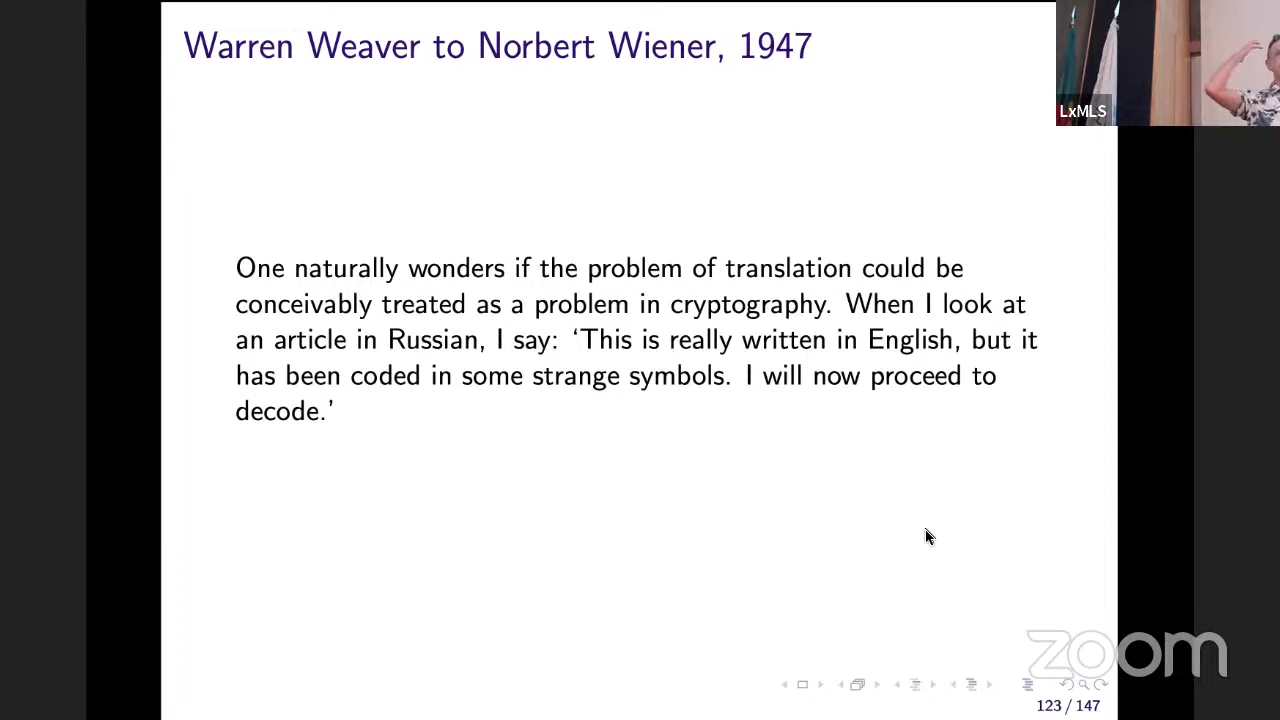 Warren Weaver to Norbert Wiener, 1947
LxMLS
One naturally wonders if the problem of translation could be
conceivably treated as a problem in cryptography. When I look at
an article in Russian, I say: ‘This is really written in English, but it
has been coded in some strange symbols. I will now proceed to
decode.’
zoom
123 / 147